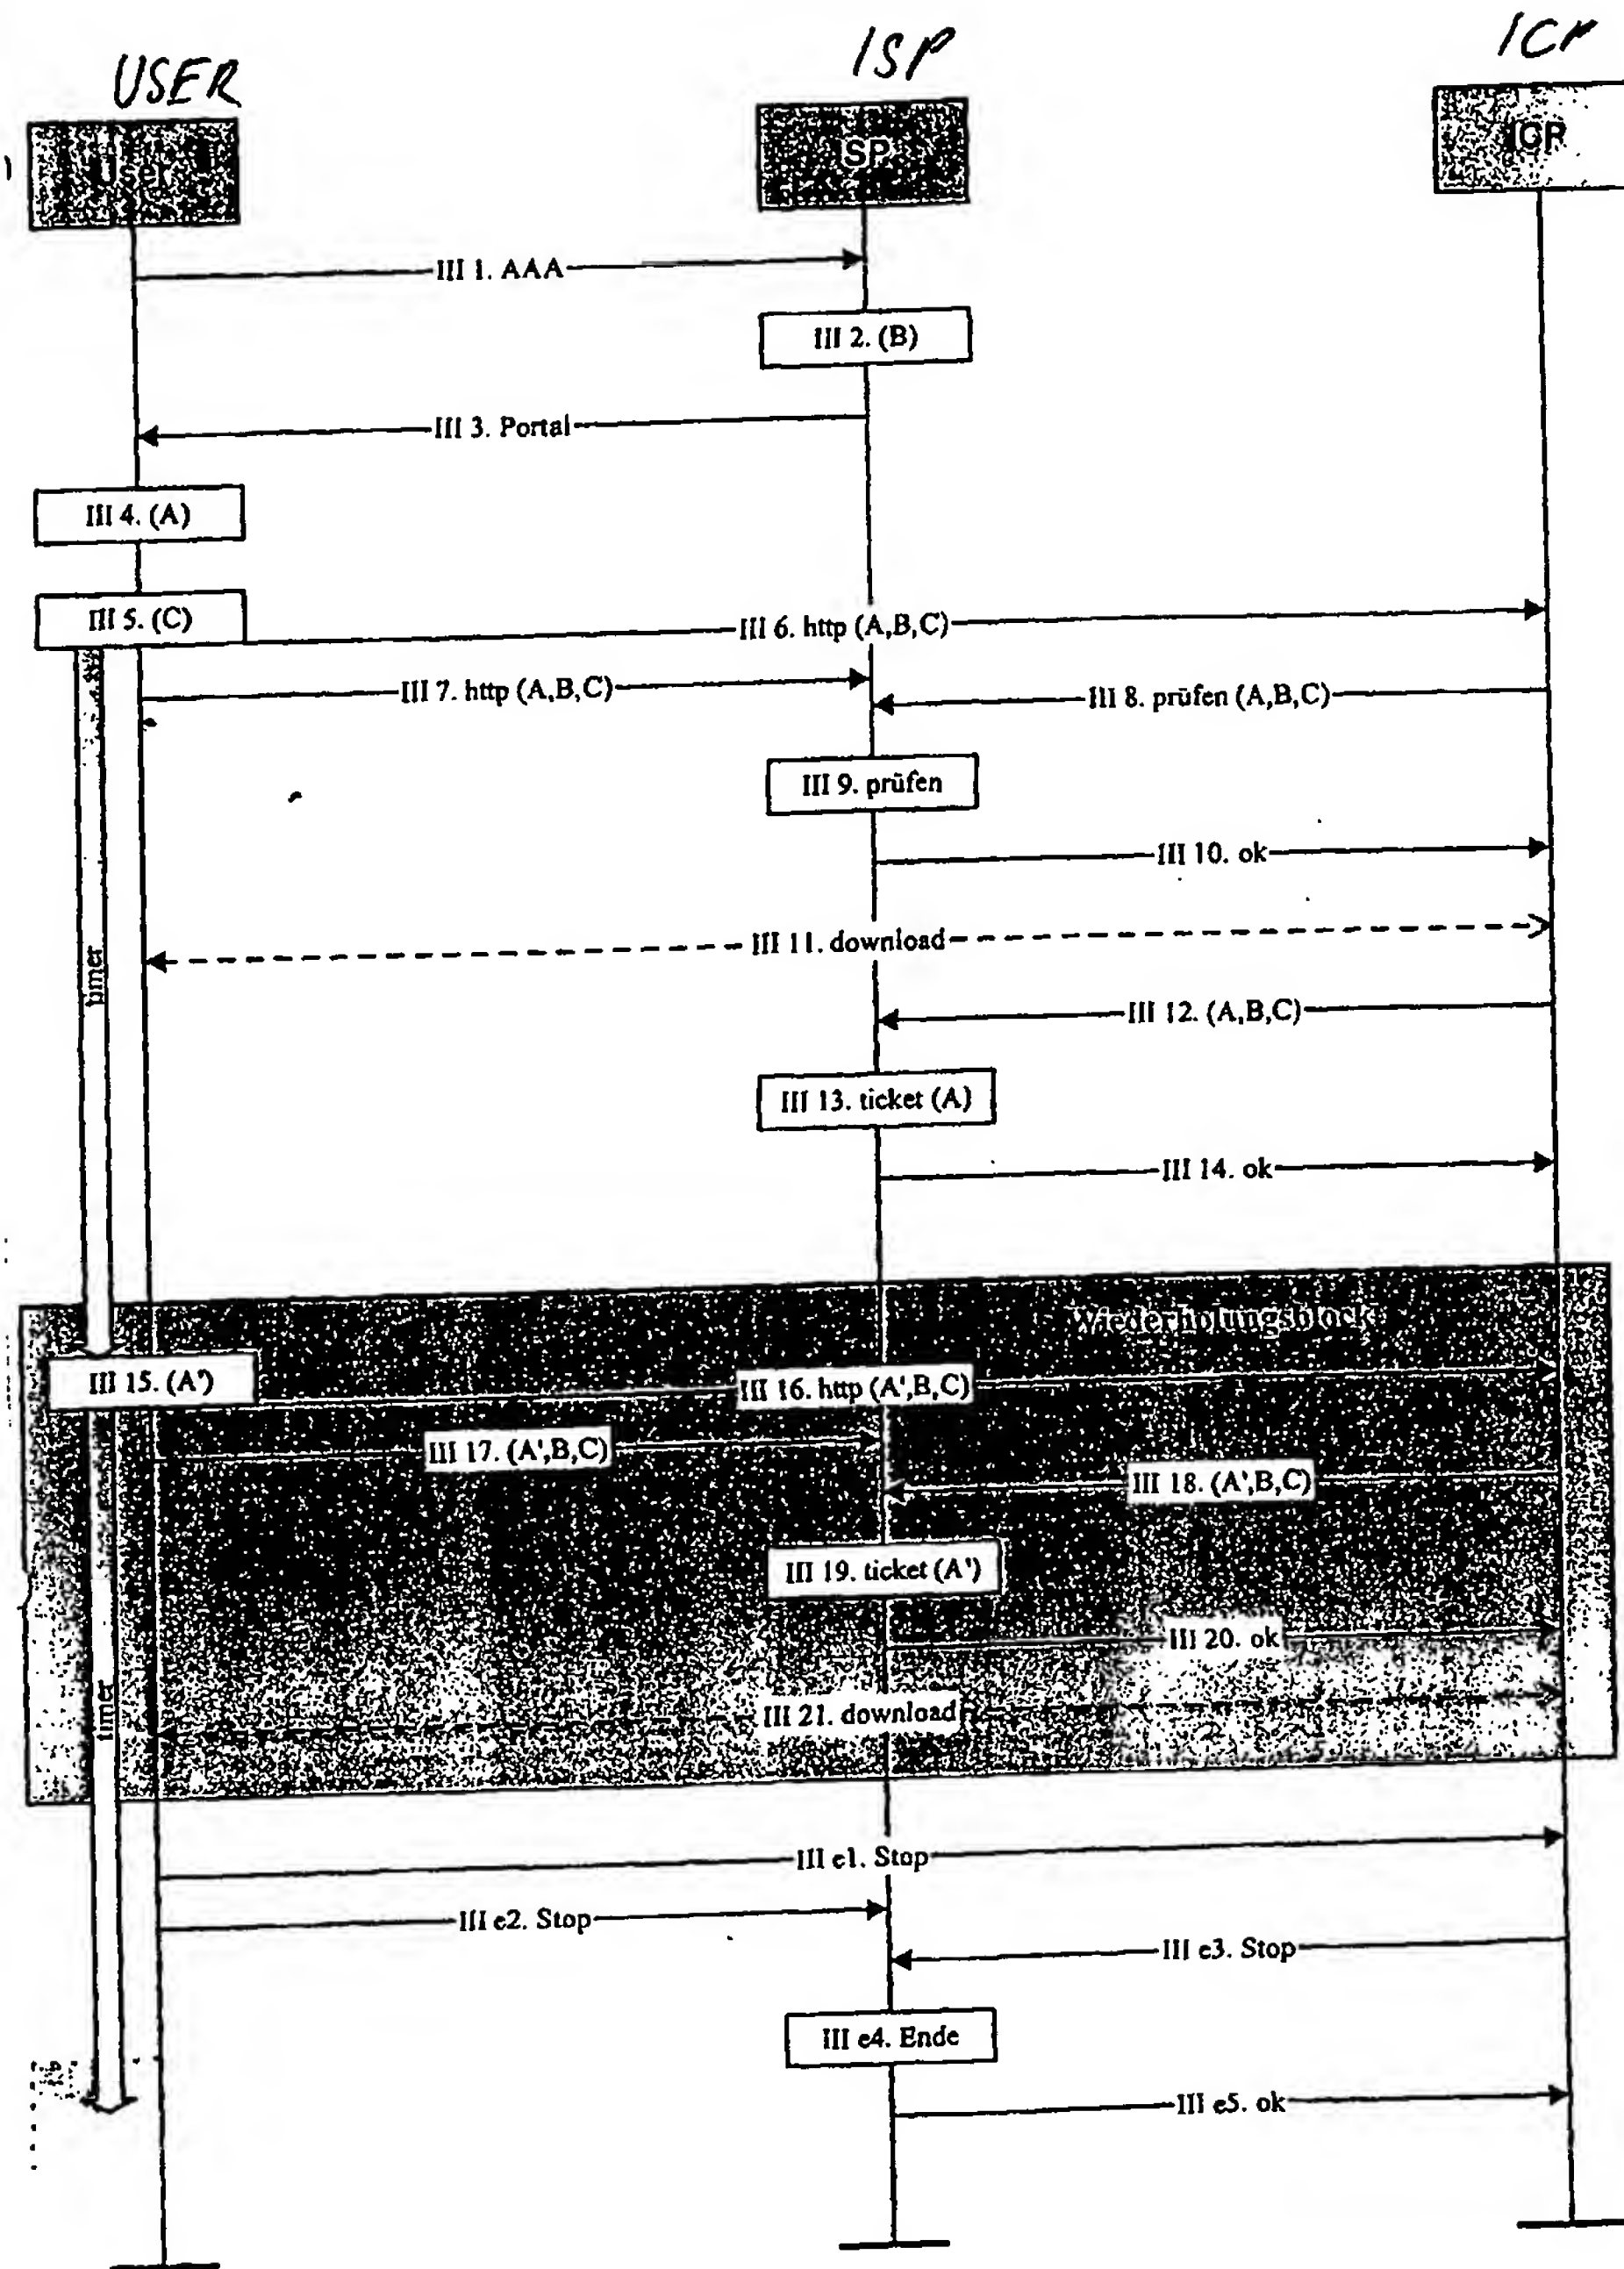 USER
ISP
ICP
User
ISP
ICP
III 1. AAA
III 2. (B)
III 3. Portal
III 4. (A)
III 5. (C)
III 6. http (A,B,C)
III 7. http (A,B,C)
III 8. prüfen (A,B,C)
III 9. prüfen
III 10. ok
III 11. download
timer
III 12. (A,B,C)
III 13. ticket (A)
III 14. ok
Wiederholungsblock
III 15. (A')
III 16. http (A',B,C)
III 17. (A',B,C)
III 18. (A',B,C)
III 19. ticket (A')
III 20. ok
timer
III 21. download
III e1. Stop
III e2. Stop
III e3. Stop
III e4. Ende
III e5. ok